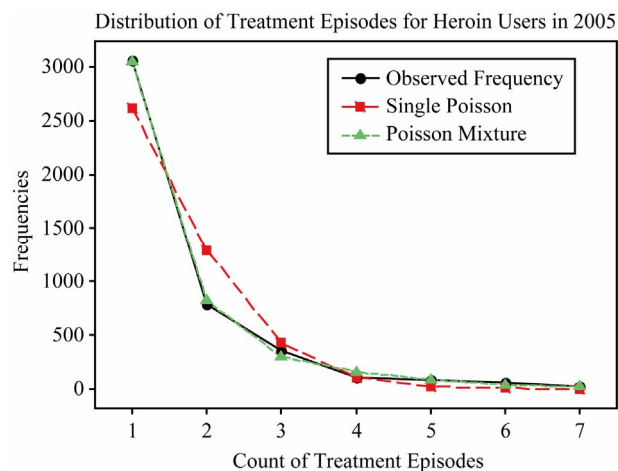 Distribution of Treatment Episodes for Heroin Users in 2005
3000
2500
2000
1500
1000
500
0
Frequencies
Observed Frequency
Single Poisson
Poisson Mixture
1 2 3 4 5 6 7
Count of Treatment Episodes